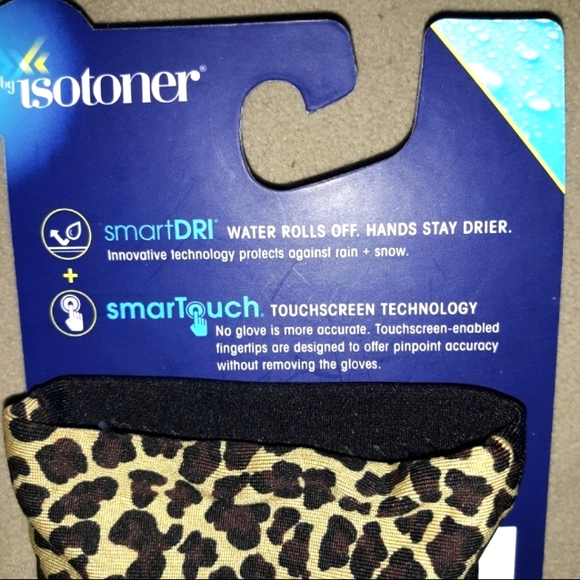 by
isotoner®
smartDRI® WATER ROLLS OFF. HANDS STAY DRIER.
Innovative technology protects against rain + snow.
+
smarTouch. TOUCHSCREEN TECHNOLOGY
No glove is more accurate. Touchscreen-enabled
fingertips are designed to offer pinpoint accuracy
without removing the gloves.